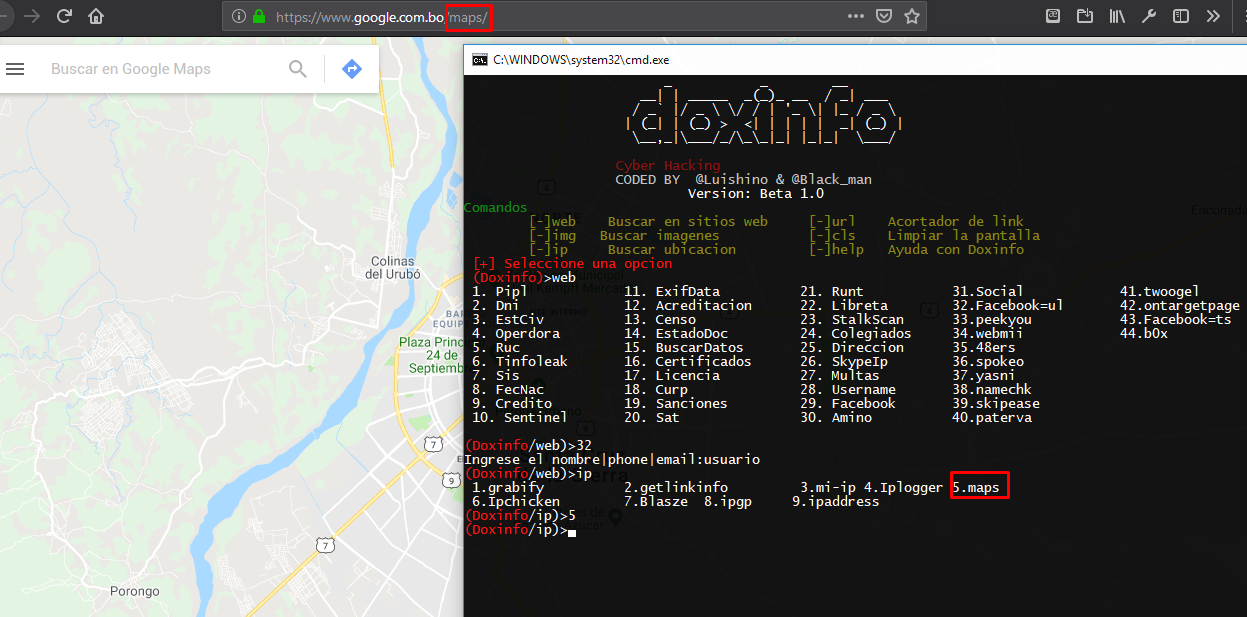 https://www.google.com.bo/maps/
Buscar en Google Maps
C:\WINDOWS\system32\cmd.exe
doxinfo
Cyber Hacking
CODED BY @Luishino & @Black_man
Version: Beta 1.0
Comandos
[-]web Buscar en sitios web [-]url Acortador de link
[-]img Buscar imagenes [-]cls Limpiar la pantalla
[-]ip Buscar ubicacion [-]help Ayuda con Doxinfo
[+] Seleccione una opcion
(Doxinfo)>web
1. Pipl 11. ExifData 21. Runt 31.Social 41.twoogel
2. Dni 12. Acreditacion 22. Libreta 32.Facebook=ul 42.ontargetpage
3. EstCiv 13. Censo 23. StalkScan 33.peekyou 43.Facebook=ts
4. Operdora 14. EstadoDoc 24. Colegiados 34.webmii 44.b0x
5. Ruc 15. BuscarDatos 25. Direccion 35.48ers
6. Tinfoleak 16. Certificados 26. SkypeIp 36.spokeo
7. Sis 17. Licencia 27. Multas 37.yasni
8. FecNac 18. Curp 28. Username 38.namechk
9. Credito 19. Sanciones 29. Facebook 39.skipease
10. Sentinel 20. Sat 30. Amino 40.paterva
(Doxinfo/web)>32
Ingrese el nombre|phone|email:usuario
(Doxinfo/web)>ip
1.grabify 2.getlinkinfo 3.mi-ip 4.Iplogger 5.maps
6.Ipchicken 7.Blasze 8.ipgp 9.ipaddress
(Doxinfo/ip)>5
(Doxinfo/ip)>
Colinas
del Urubó
Plaza Princ
24 de
Septiemb
7
9
7
Porongo